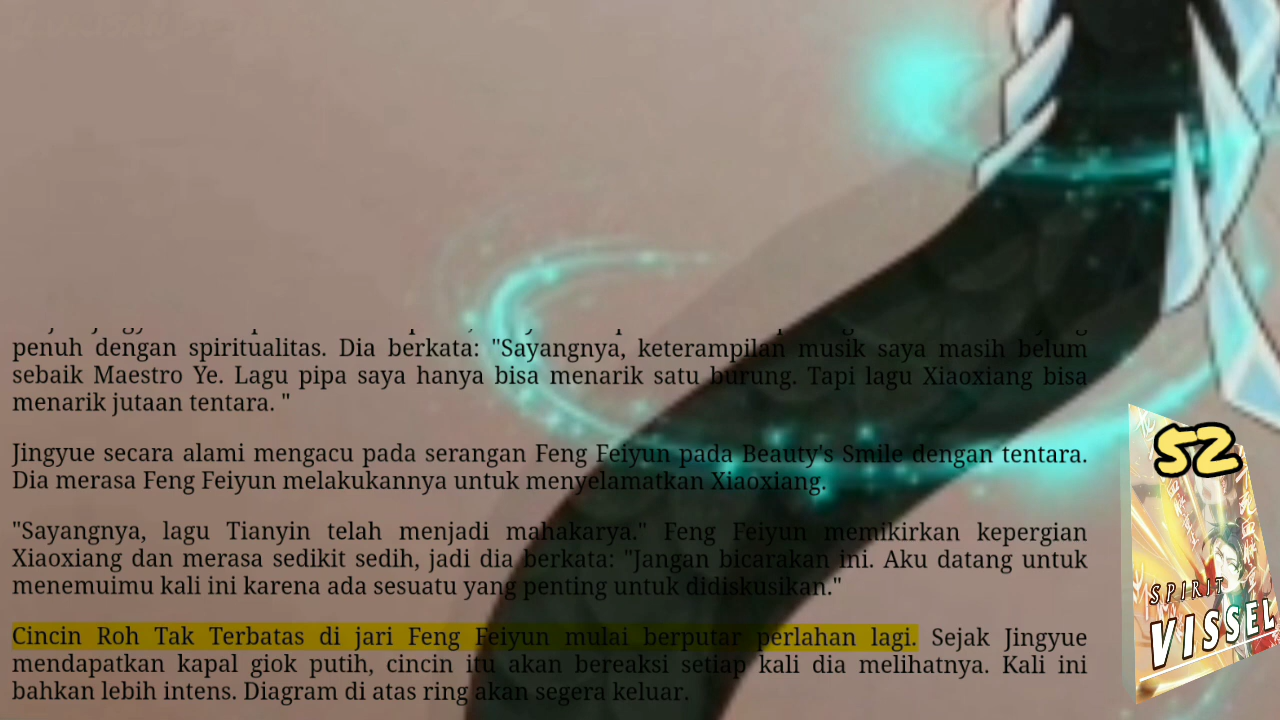 penuh dengan spiritualitas. Dia berkata: "Sayangnya, keterampilan musik saya masih belum
sebaik Maestro Ye. Lagu pipa saya hanya bisa menarik satu burung. Tapi lagu Xiaoxiang bisa
menarik jutaan tentara. "
Jingyue secara alami mengacu pada serangan Feng Feiyun pada Beauty's Smile dengan tentara.
Dia merasa Feng Feiyun melakukannya untuk menyelamatkan Xiaoxiang.
"Sayangnya, lagu Tianyin telah menjadi mahakarya." Feng Feiyun memikirkan kepergian
Xiaoxiang dan merasa sedikit sedih, jadi dia berkata: "Jangan bicarakan ini. Aku datang untuk
menemuimu kali ini karena ada sesuatu yang penting untuk didiskusikan."
Cincin Roh Tak Terbatas di jari Feng Feiyun mulai berputar perlahan lagi. Sejak Jingyue
mendapatkan kapal giok putih, cincin itu akan bereaksi setiap kali dia melihatnya. Kali ini
bahkan lebih intens. Diagram di atas ring akan segera keluar.
SZ
SPIRIT
VISSEL